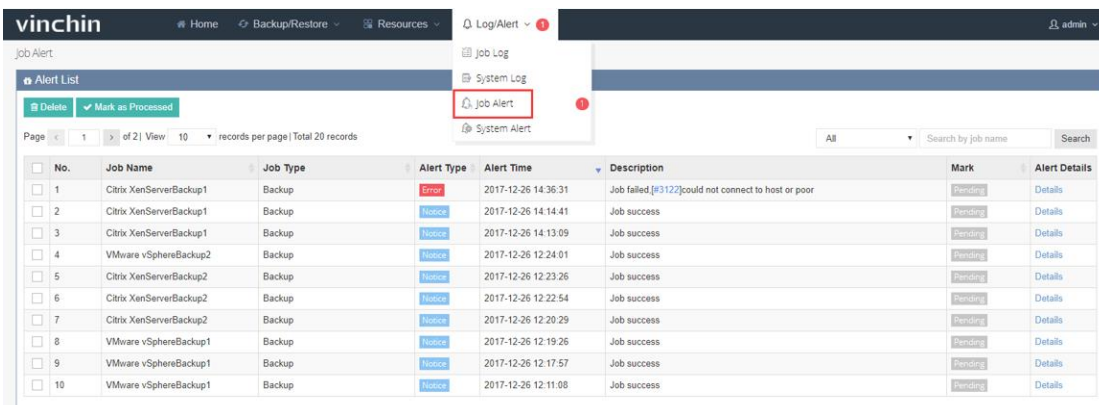 vinchin Home Backup/Restore Resources Log/Alert 1 admin
Job Alert
Job Log
Alert List
System Log
Delete Mark as Processed
Job Alert 1
System Alert
Page 1 of 2| View 10 records per page| Total 20 records All Search by job name Search
No. Job Name Job Type Alert Type Alert Time Description Mark Alert Details
1 Citrix XenServerBackup1 Backup Error 2017-12-26 14:36:31 Job failed.[#3122]could not connect to host or poor Pending Details
2 Citrix XenServerBackup1 Backup Notice 2017-12-26 14:14:41 Job success Pending Details
3 Citrix XenServerBackup1 Backup Notice 2017-12-26 14:13:09 Job success Pending Details
4 VMware vSphereBackup2 Backup Notice 2017-12-26 12:24:01 Job success Pending Details
5 Citrix XenServerBackup2 Backup Notice 2017-12-26 12:23:26 Job success Pending Details
6 Citrix XenServerBackup2 Backup Notice 2017-12-26 12:22:54 Job success Pending Details
7 Citrix XenServerBackup2 Backup Notice 2017-12-26 12:20:29 Job success Pending Details
8 VMware vSphereBackup1 Backup Notice 2017-12-26 12:19:26 Job success Pending Details
9 VMware vSphereBackup1 Backup Notice 2017-12-26 12:17:57 Job success Pending Details
10 VMware vSphereBackup1 Backup Notice 2017-12-26 12:11:08 Job success Pending Details